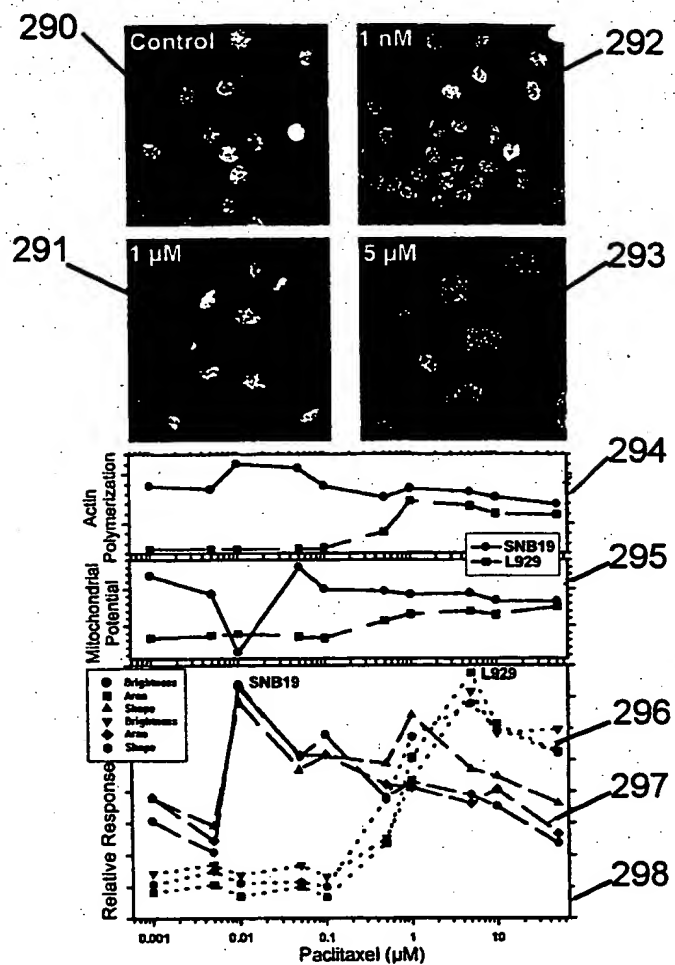 290
Control
1 nM
292
291
1 µM
5 µM
293
294
Actin
Polymerization
SNB19
L929
295
Mitochondrial
Potential
Brightness
Area
Shape
Brightness
Area
Shape
SNB19
L929
296
297
298
Relative Response
0.001
0.01
0.1
1
10
Paclitaxel (µM)